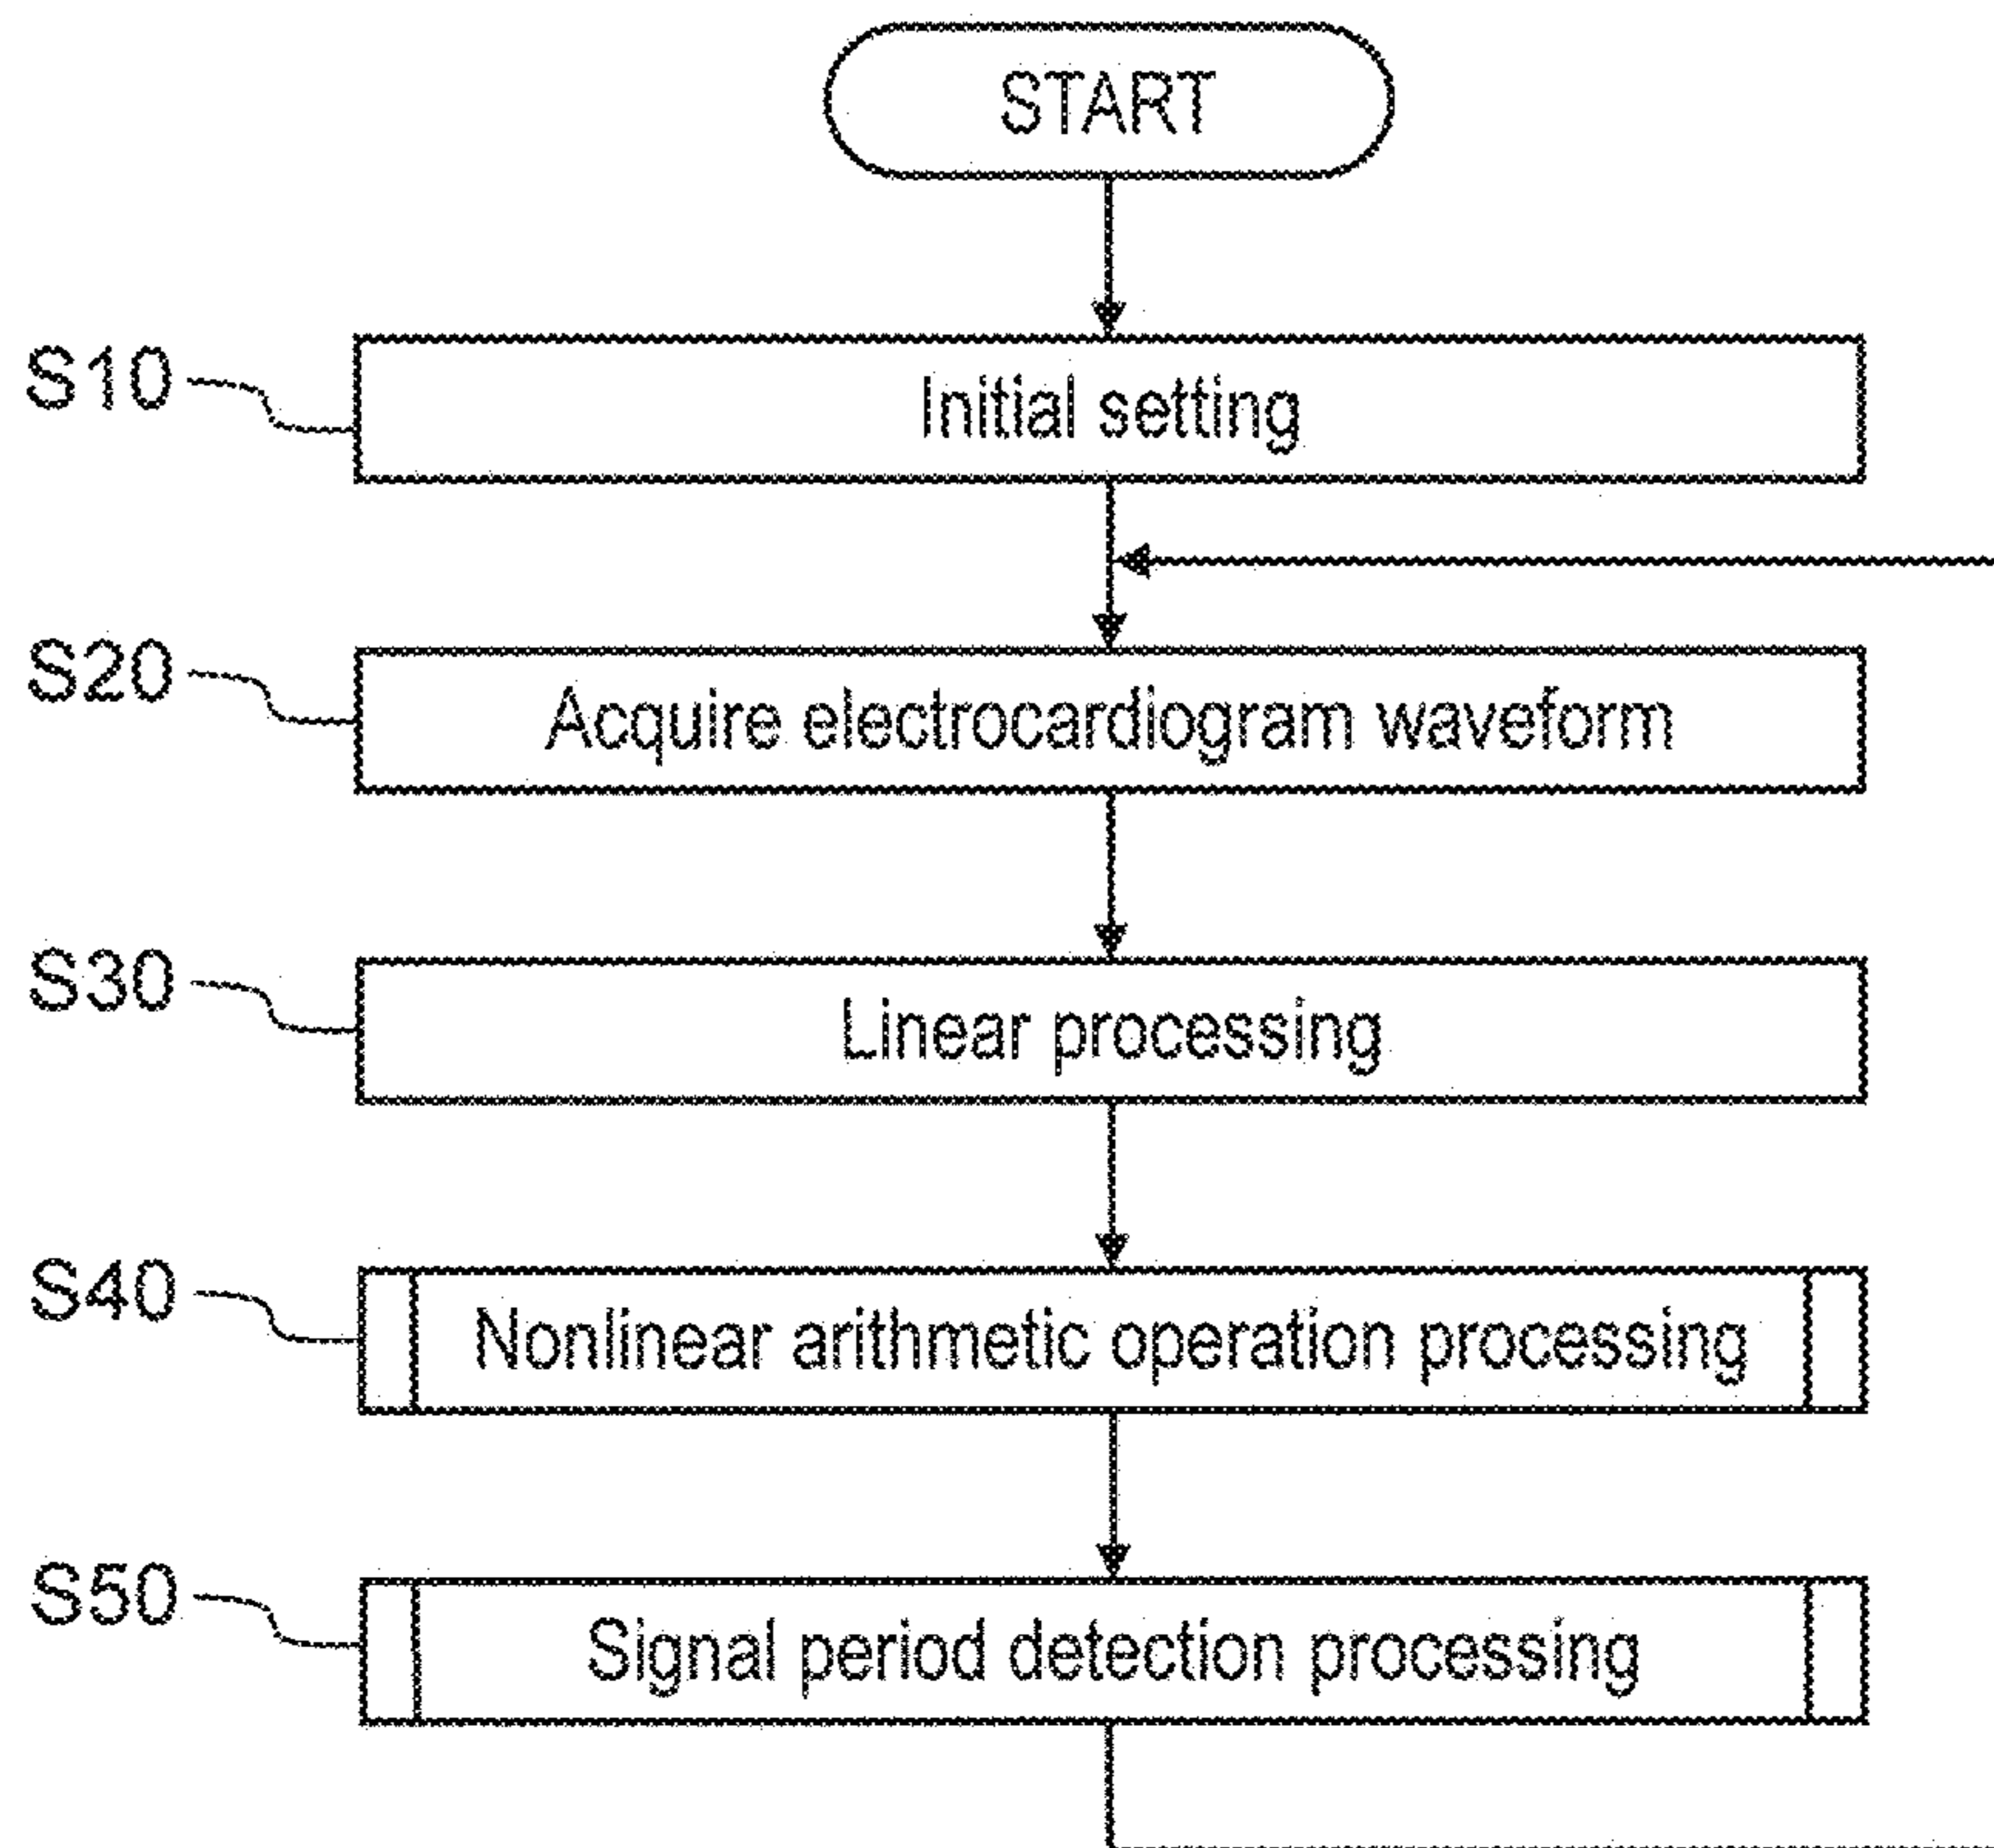 START
S10
Initial setting
S20
Acquire electrocardiogram waveform
S30
Linear processing
S40
Nonlinear arithmetic operation processing
S50
Signal period detection processing